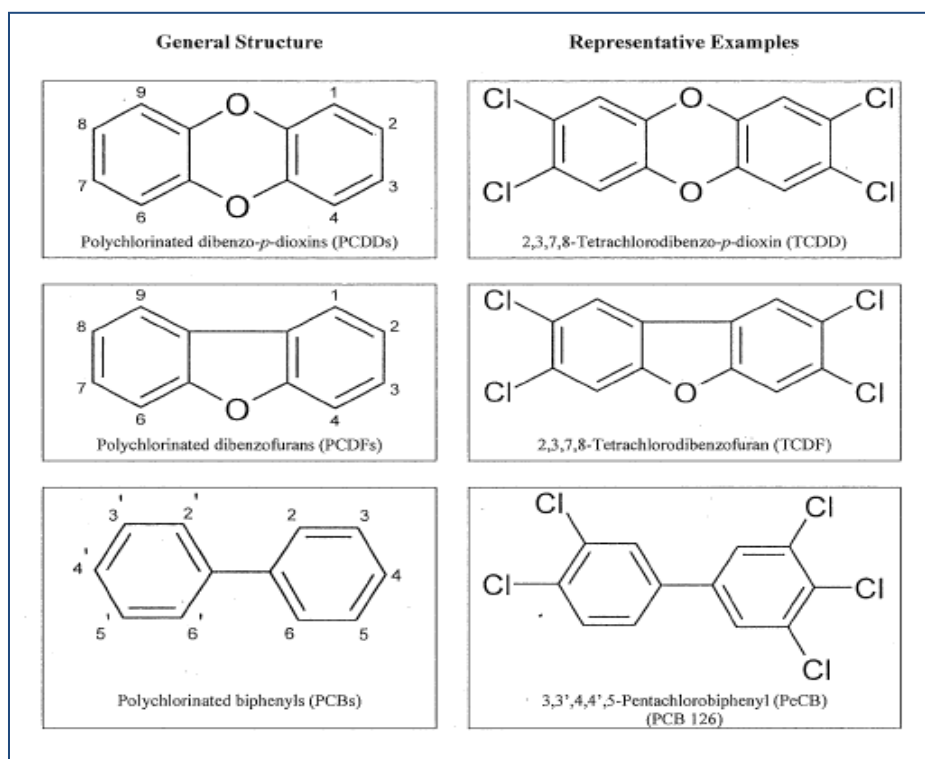 General Structure
Representative Examples
9
1
O
8
2
7
3
O
6
4
Polychlorinated dibenzo-p-dioxins (PCDDs)
Cl
O
Cl
Cl
O
Cl
2,3,7,8-Tetrachlorodibenzo-p-dioxin (TCDD)
9
1
8
2
7
3
6
O
4
Polychlorinated dibenzofurans (PCDFs)
Cl
Cl
Cl
O
Cl
2,3,7,8-Tetrachlorodibenzofuran (TCDF)
3'
2'
2
3
4'
4
5'
6'
6
5
Polychlorinated biphenyls (PCBs)
Cl
Cl
Cl
Cl
Cl
3,3',4,4',5-Pentachlorobiphenyl (PeCB)
(PCB 126)